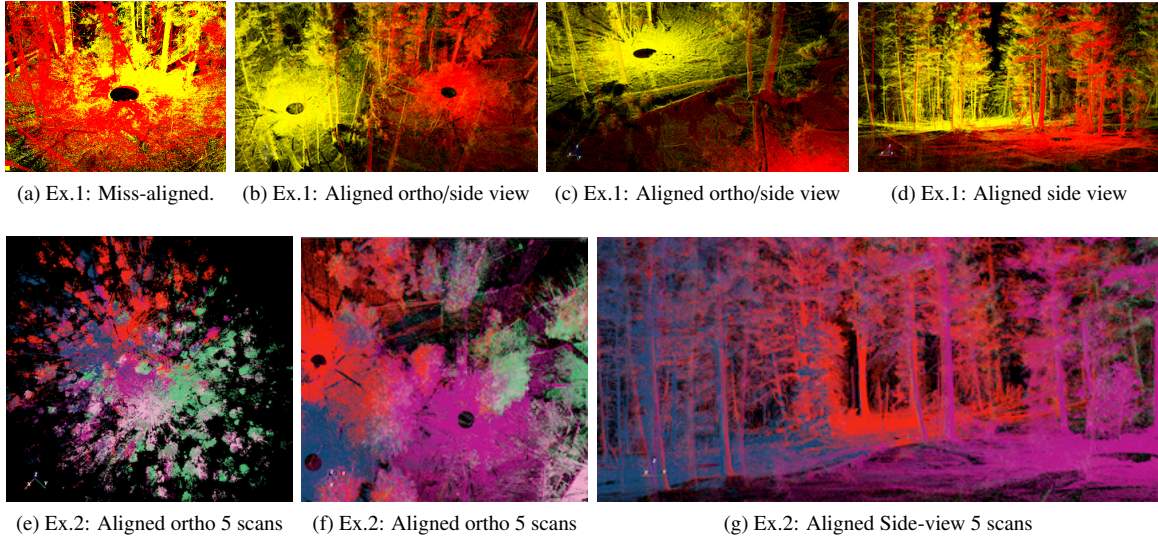 (a) Ex.1: Miss-aligned.
(b) Ex.1: Aligned ortho/side view
(c) Ex.1: Aligned ortho/side view
(d) Ex.1: Aligned side view
(e) Ex.2: Aligned ortho 5 scans
(f) Ex.2: Aligned ortho 5 scans
(g) Ex.2: Aligned Side-view 5 scans